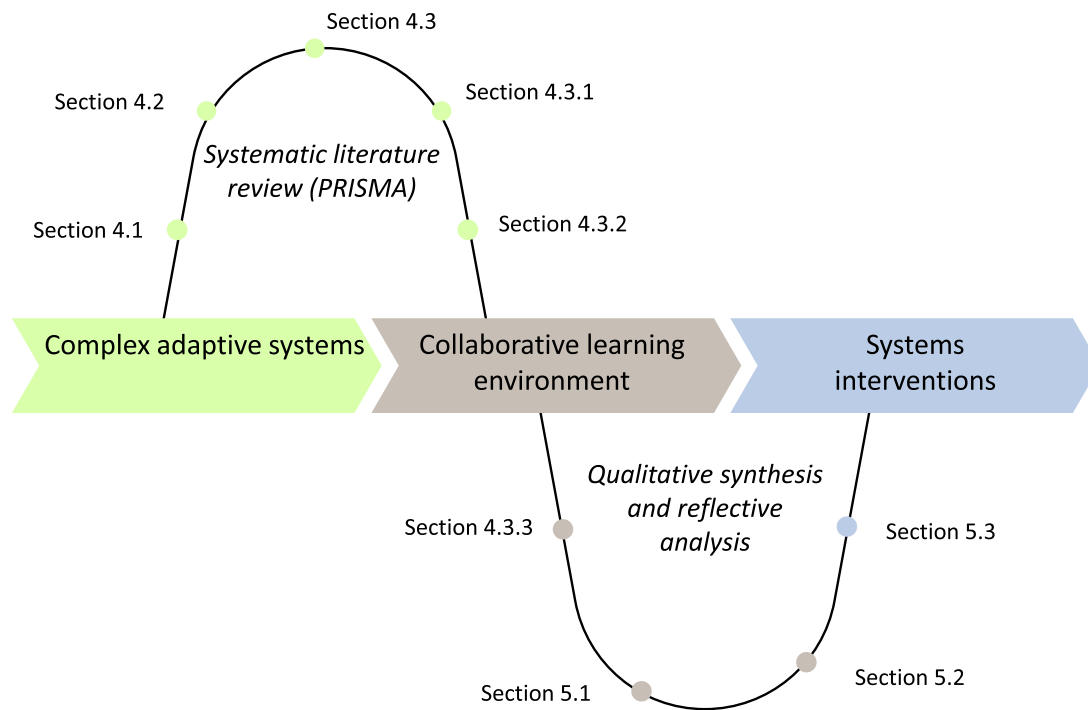 Section 4.3
Section 4.2
Section 4.3.1
Systematic literature
review (PRISMA)
Section 4.1
Section 4.3.2
Complex adaptive systems
Collaborative learning
environment
Systems
interventions
Qualitative synthesis
and reflective
analysis
Section 4.3.3
Section 5.3
Section 5.1
Section 5.2